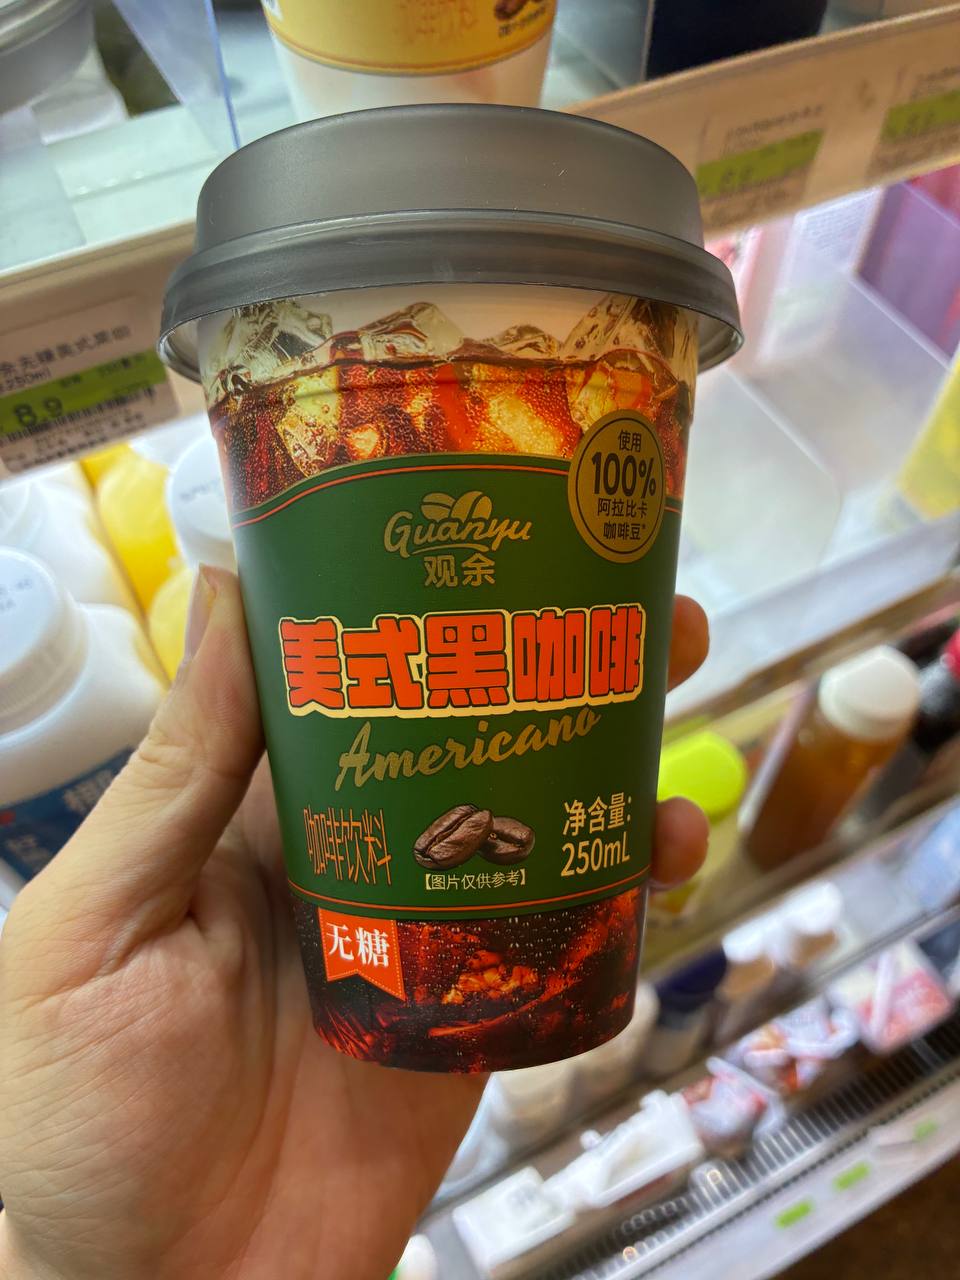 使用
100%
阿拉比卡
咖啡豆*
Guanyu
观余
美式黑咖啡
Americano
咖啡饮料
净含量:
250mL
【图片仅供参考】
无糖
250ml
8.9